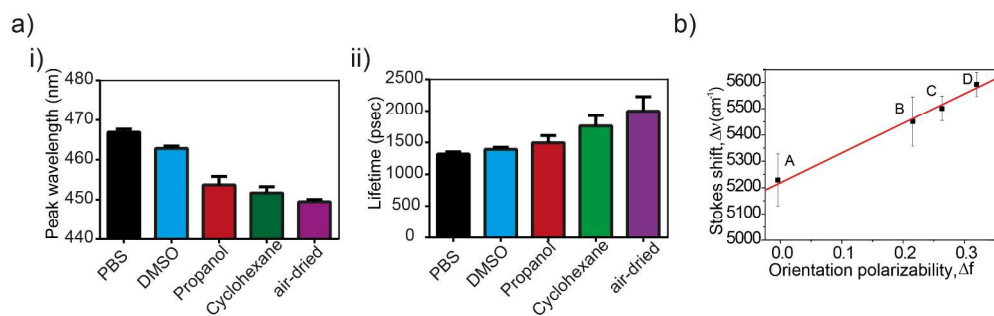 a)
i)
Peak wavelength (nm)
480
470
460
450
440
PBS
DMSO
Propanol
Cyclohexane
air-dried
ii)
Lifetime (psec)
2500
2000
1500
1000
500
0
PBS
DMSO
Propanol
Cyclohexane
air-dried
b)
Stokes shift, Δν(cm⁻¹)
5600
5500
5400
5300
5200
5100
5000
A
B
C
D
0.0
0.1
0.2
0.3
Orientation polarizability,Δf